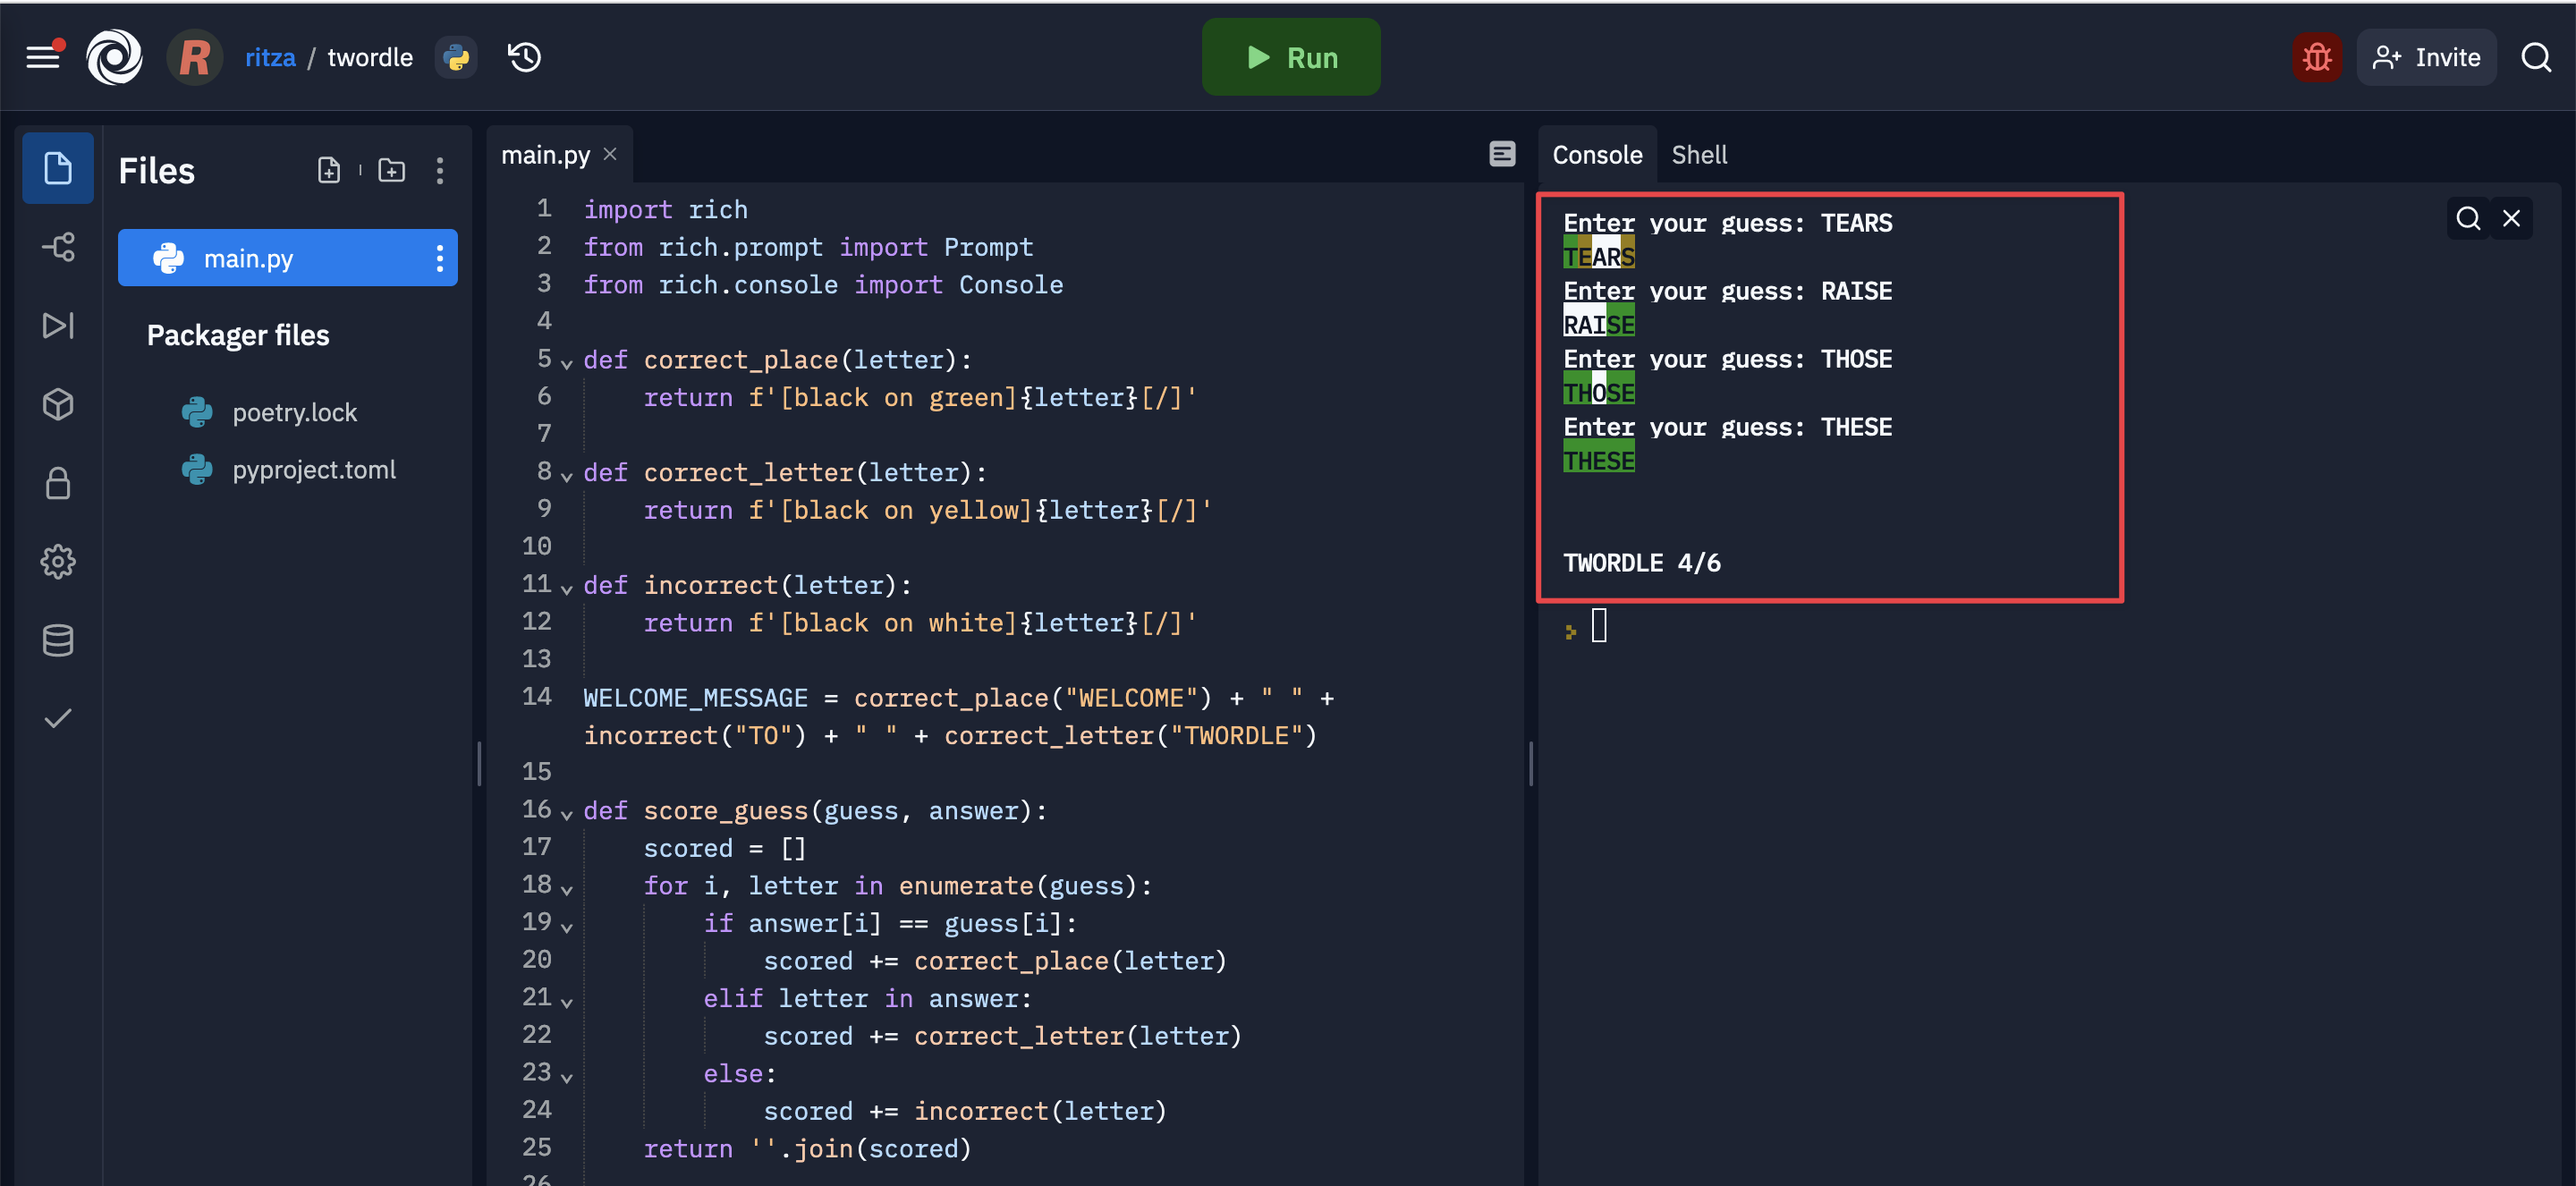 R ritza / twordle
Run
Invite
Files
main.py
Packager files
poetry.lock
pyproject.toml
main.py
1 import rich
2 from rich.prompt import Prompt
3 from rich.console import Console
4
5 def correct_place(letter):
6 return f'[black on green]{letter}[/]'
7
8 def correct_letter(letter):
9 return f'[black on yellow]{letter}[/]'
10
11 def incorrect(letter):
12 return f'[black on white]{letter}[/]'
13
14 WELCOME_MESSAGE = correct_place("WELCOME") + " " +
incorrect("TO") + " " + correct_letter("TWORDLE")
15
16 def score_guess(guess, answer):
17 scored = []
18 for i, letter in enumerate(guess):
19 if answer[i] == guess[i]:
20 scored += correct_place(letter)
21 elif letter in answer:
22 scored += correct_letter(letter)
23 else:
24 scored += incorrect(letter)
25 return ''.join(scored)
26
Console Shell
Enter your guess: TEARS
TEARS
Enter your guess: RAISE
RAISE
Enter your guess: THOSE
THOSE
Enter your guess: THESE
THESE
TWORDLE 4/6